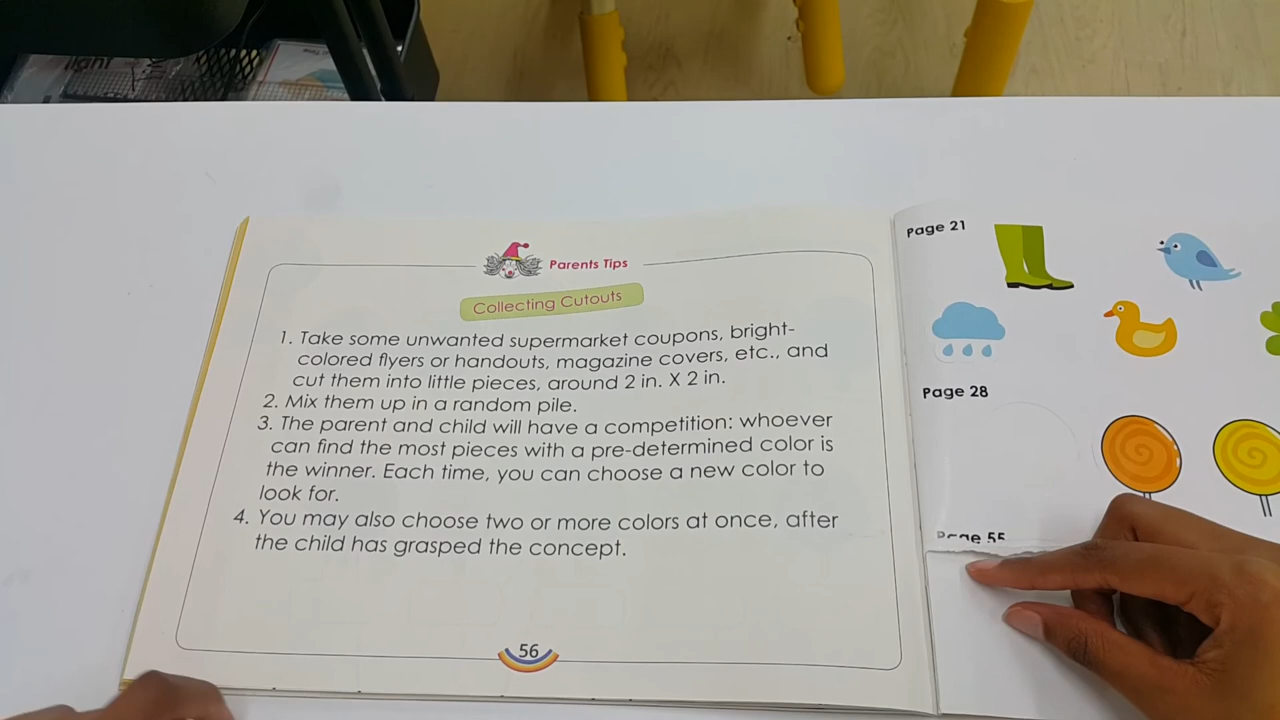 Parents Tips
Collecting Cutouts
1. Take some unwanted supermarket coupons, bright-
colored flyers or handouts, magazine covers, etc., and
cut them into little pieces, around 2 in. X 2 in.
2. Mix them up in a random pile.
3. The parent and child will have a competition: whoever
can find the most pieces with a pre-determined color is
the winner. Each time, you can choose a new color to
look for.
4. You may also choose two or more colors at once, after
the child has grasped the concept.
56
Page 21
Page 28
Page 55